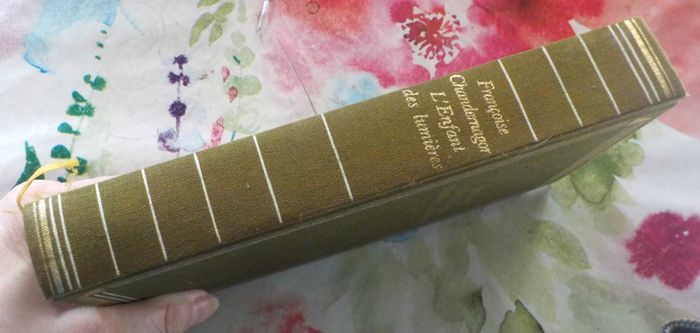 Françoise
Chandernagor
L'Enfant
des lumières